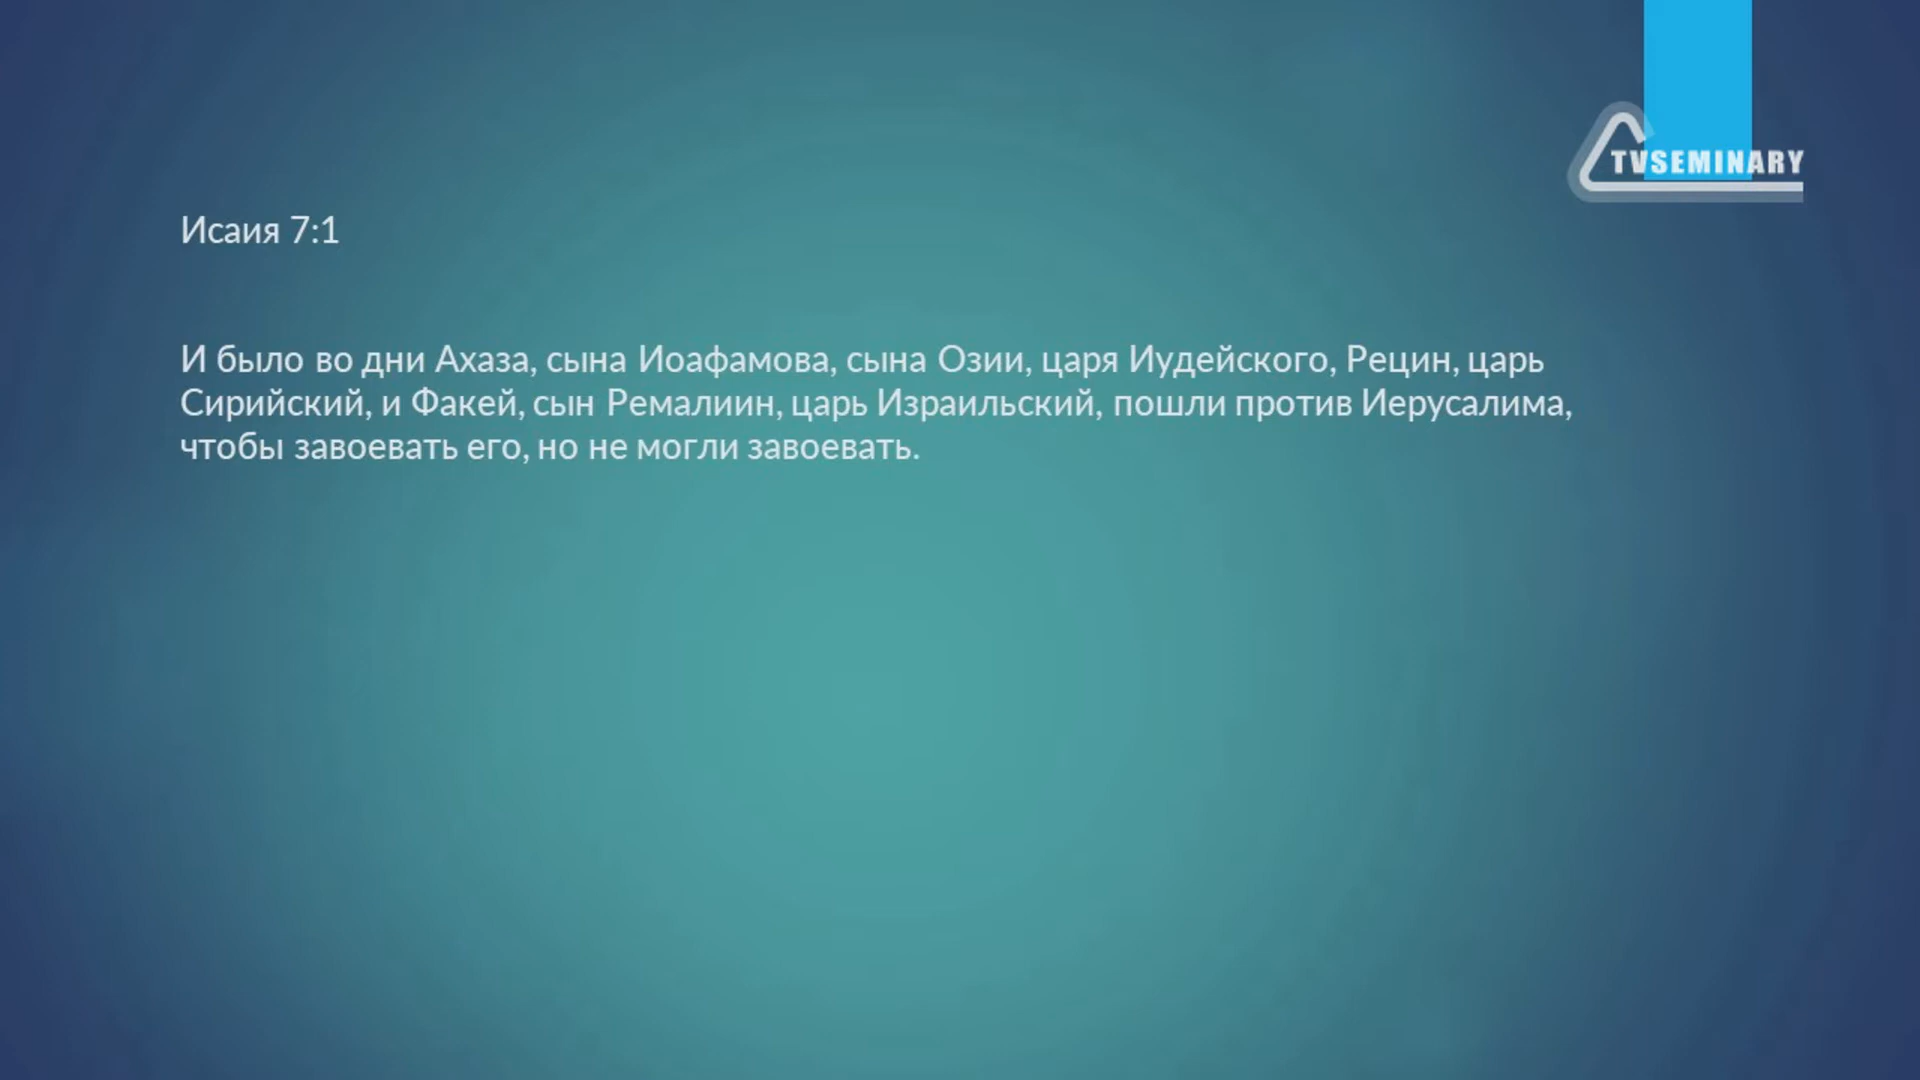 TVSEMINARY
Исаия 7:1
И было во дни Ахаза, сына Иоафамова, сына Озии, царя Иудейского, Рецин, царь
Сирийский, и Факей, сын Ремалиин, царь Израильский, пошли против Иерусалима,
чтобы завоевать его, но не могли завоевать.